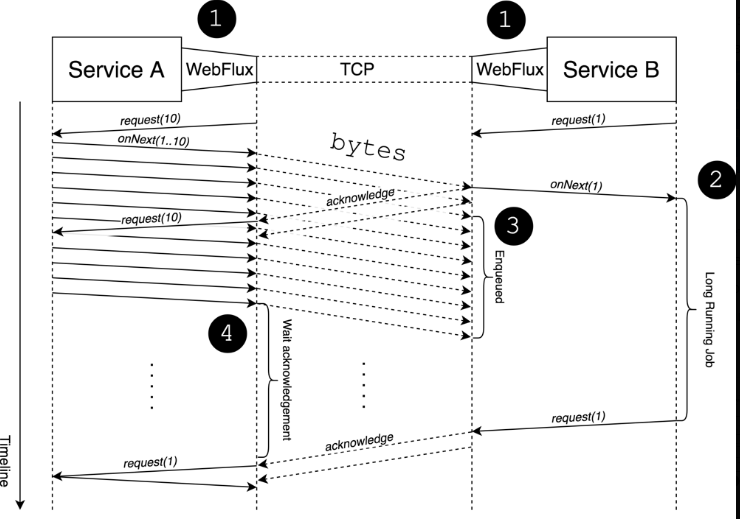 1
1
Service A
WebFlux
TCP
WebFlux
Service B
request(10)
request(1)
onNext(1..10)
bytes
2
acknowledge
onNext(1)
request(10)
3
Enqueued
Long Running Job
4
Wait acknowledgement
request(1)
acknowledge
request(1)
Timeline